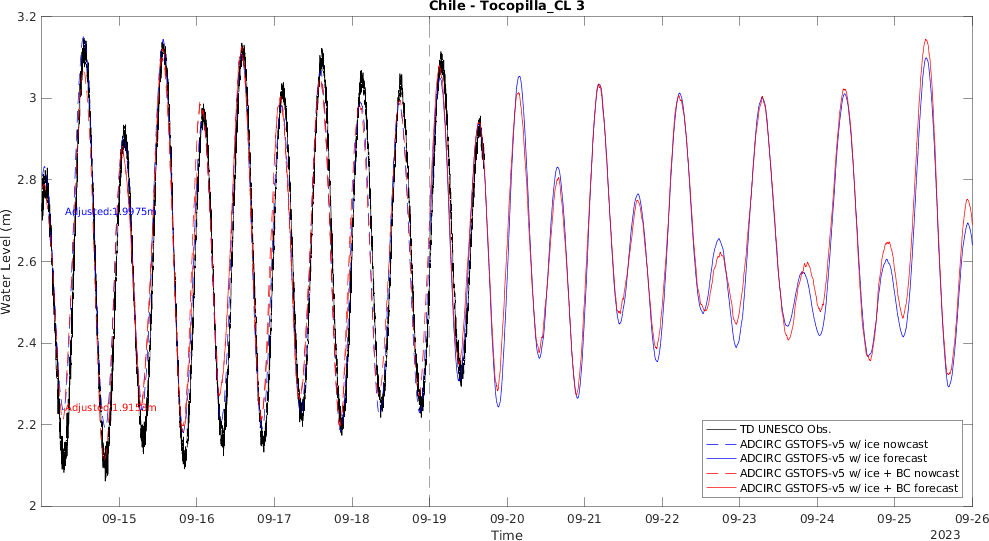 Chile - Tocopilla_CL 3
Water Level (m)
3.2
3
2.8
2.6
2.4
2.2
2
Adjusted:1.9975m
TD UNESCO Obs.
ADCIRC GSTOFS-v5 w/ ice nowcast
ADCIRC GSTOFS-v5 w/ ice forecast
ADCIRC GSTOFS-v5 w/ ice + BC nowcast
ADCIRC GSTOFS-v5 w/ ice + BC forecast
09-15 09-16 09-17 09-18 09-19 09-20 09-21 09-22 09-23 09-24 09-25 09-26
Time
2023